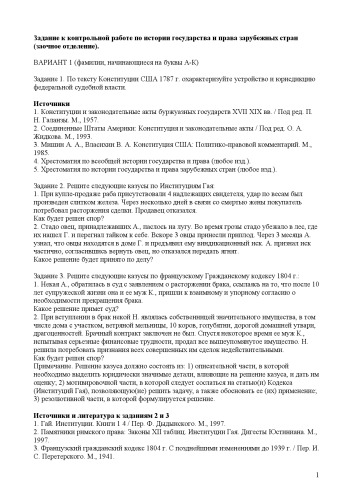 Задание к контрольной работе по истории государства и права зарубежных стран
(заочное отделение).
ВАРИАНТ 1 (фамилии, начинающиеся на буквы А-К)
Задание 1. По тексту Конституции США 1787 г. охарактеризуйте устройство и юрисдикцию
федеральной судебной власти.
Источники
1. Конституции и законодательные акты буржуазных государств XVII XIX вв. / Под ред. П.
Н. Галанзы. М., 1957.
2. Соединенные Штаты Америки: Конституция и законодательные акты / Под ред. О. А.
Жидкова. М., 1993.
3. Мишин А. А., Власихин В. А. Конституция США: Политико-правовой комментарий. М.,
1985.
4. Хрестоматия по всеобщей истории государства и права (любое изд.).
5. Хрестоматия по истории государства и права зарубежных стран (любое изд.).
Задание 2. Решите следующие казусы по Институциям Гая:
1. При купле-продаже раба присутствовали 4 надлежащих свидетеля, удар по весам был
произведен слитком железа. Через несколько дней в связи со смертью жены покупатель
потребовал расторжения сделки. Продавец отказался.
Как будет решен спор?
2. Стадо овец, принадлежавших А., паслось на лугу. Во время грозы стадо убежало в лес, где
их нашел Г. и перегнал тайком к себе. Вскоре 3 овцы принесли приплод. Через 3 месяца А.
узнал, что овцы находятся в доме Г. и предъявил ему виндикационный иск. А. признал иск
частично, согласившись вернуть овец, но отказался передать ягнят.
Какое решение будет принято по делу?
Задание 3. Решите следующие казусы по французскому Гражданскому кодексу 1804 г.:
1. Некая А., обратилась в суд с заявлением о расторжении брака, ссылаясь на то, что после 10
лет супружеской жизни она и ее муж К., пришли к взаимному и упорному согласию о
необходимости прекращения брака.
Какое решение примет суд?
2. При вступлении в брак некой Н. являлась собственницей значительного имущества, в том
числе дома с участком, ветряной мельницы, 10 коров, голубятни, дорогой домашней утвари,
драгоценностей. Брачный контракт заключен не был. Спустя некоторое время ее муж К.,
испытывая серьезные финансовые трудности, продал все вышеупомянутое имущество. Н.
решила потребовать признания всех совершенных им сделок недействительными.
Как будет решен спор?
Примечание. Решение казуса должно состоять из: 1) описательной части, в которой
необходимо выделить юридически значимые детали, влияющие на решение казуса, и дать им
оценку; 2) мотивировочной части, в которой следует сослаться на статью(и) Кодекса
(Институций Гая), позволяющую(ие) решить задачу, а также обосновать ее (их) применение;
3) резолютивной части, в которой формулируется решение.
Источники и литература к заданиям 2 и 3
1. Гай. Институции. Книги 1 4 / Пер. Ф. Дыдынского. М., 1997.
2. Памятники римского права: Законы XII таблиц. Институции Гая. Дигесты Юстиниана. М.,
1997.
3. Французский гражданский кодекс 1804 г. С позднейшими изменениями до 1939 г. / Пер. И.
С. Перетерского. М., 1941.
1